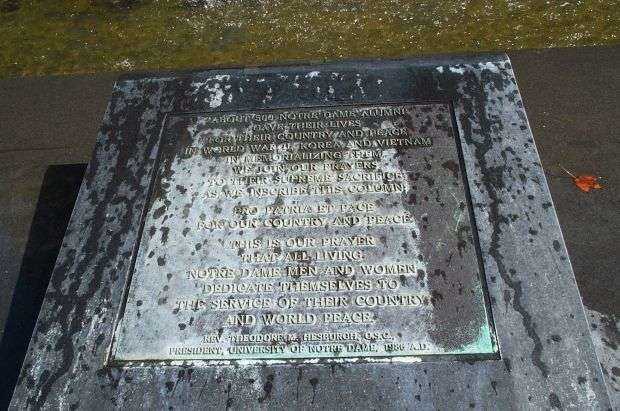 "ABOUT 500 NOTRE DAME ALUMNI
GAVE THEIR LIVES
FOR THEIR COUNTRY AND PEACE
IN WORLD WAR II, KOREA AND VIETNAM
IN MEMORIALIZING THEM
WE JOIN OUR PRAYERS
TO THEIR SUPREME SACRIFICE
AS WE INSCRIBE THIS COLUMN:
PRO PATRIA ET PACE
FOR OUR COUNTRY AND PEACE.
THIS IS OUR PRAYER
THAT ALL LIVING
NOTRE DAME MEN AND WOMEN
DEDICATE THEMSELVES TO
THE SERVICE OF THEIR COUNTRY
AND WORLD PEACE.
REV. THEODORE M. HESBURGH, C.S.C.
PRESIDENT, UNIVERSITY OF NOTRE DAME, 1986 A.D.